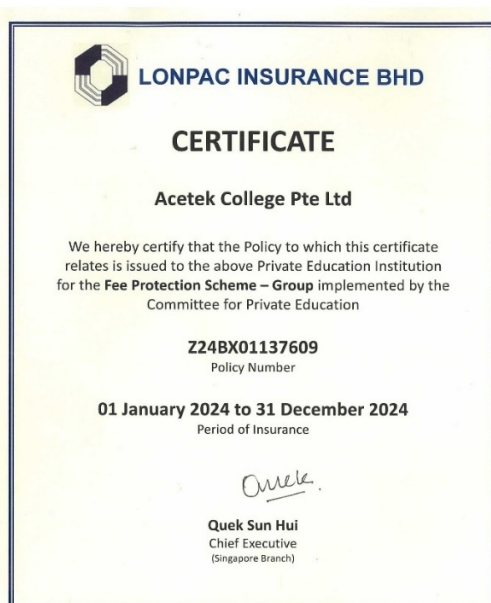 LONPAC INSURANCE BHD
CERTIFICATE
Acetek College Pte Ltd
We hereby certify that the Policy to which this certificate
relates is issued to the above Private Education Institution
for the Fee Protection Scheme – Group implemented by the
Committee for Private Education
Z24BX01137609
Policy Number
01 January 2024 to 31 December 2024
Period of Insurance
Quek Sun Hui
Chief Executive
(Singapore Branch)